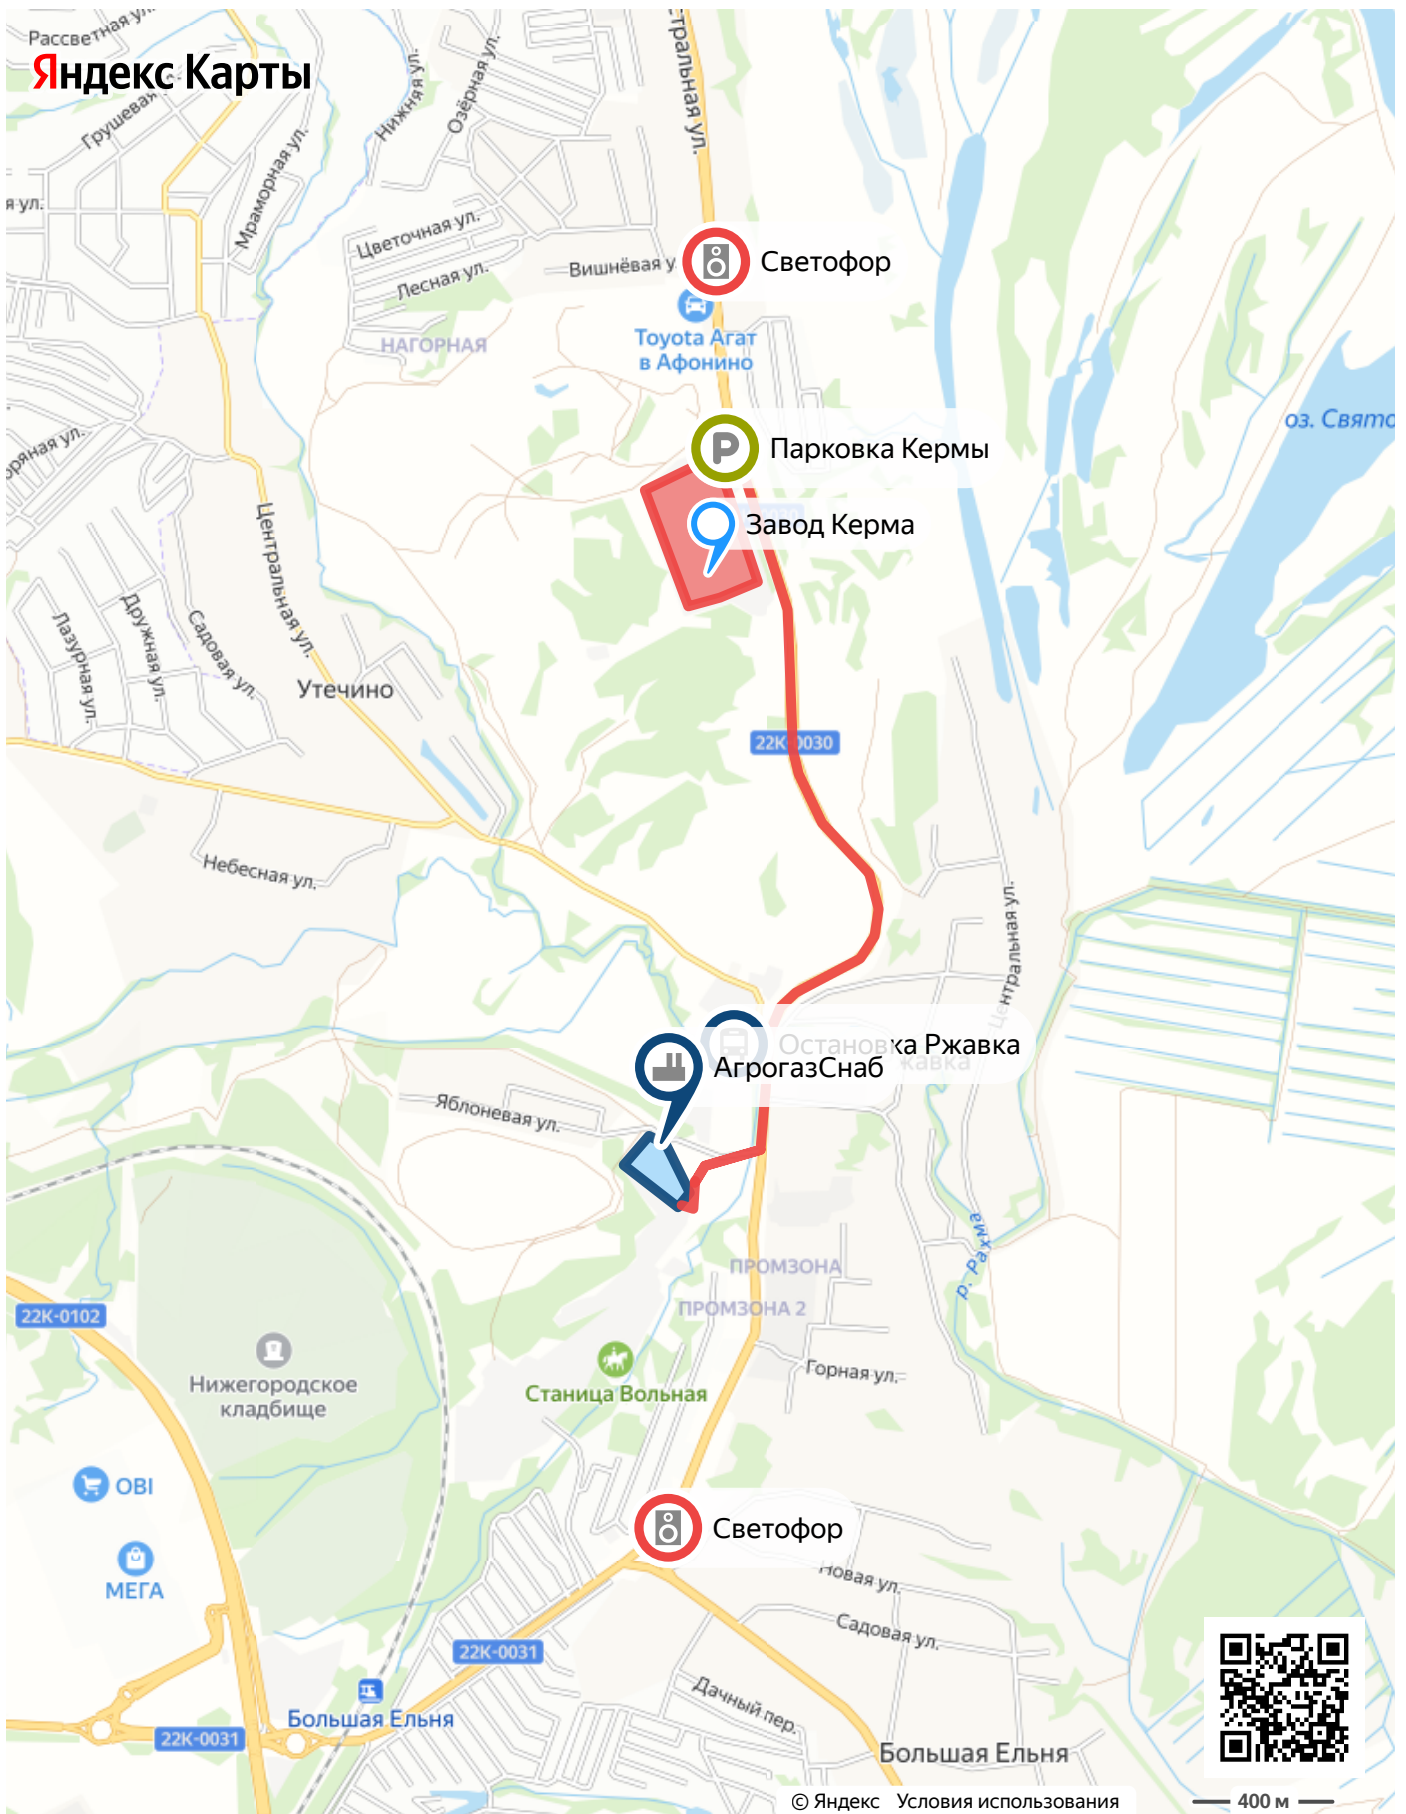 Рассветная ул.
Яндекс Карты
Грушевая
Нижняя ул.
Озёрная ул.
тральная ул.
я ул.
Мраморная ул.
Цветочная ул.
Лесная ул.
Вишнёвая у
Светофор
Toyota Агат
в Афонино
НАГОРНАЯ
оз. Свято
оряная ул.
Парковка Кермы
Завод Керма
Центральная ул.
Дружная ул.
Садовая ул.
Лазурная ул.
Утечино
22К-0030
Небесная ул.
Центральная ул.
Остановка Ржавка
АгрогазСнаб
жавка
Яблоневая ул.
р. Рахма
ПРОМЗОНА
ПРОМЗОНА 2
22К-0102
Нижегородское
кладбище
Станица Вольная
Горная ул.
OBI
МЕГА
Светофор
Новая ул.
Садовая ул.
22К-0031
Дачный пер.
Большая Ельня
22К-0031
Большая Ельня
© Яндекс Условия использования
400 м